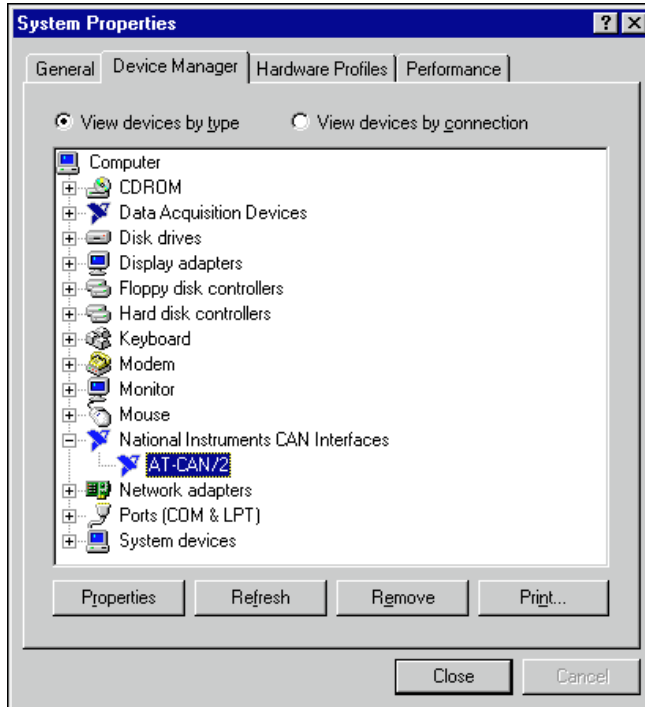 System Properties
General Device Manager Hardware Profiles Performance
View devices by type View devices by connection
Computer
CDROM
Data Acquisition Devices
Disk drives
Display adapters
Floppy disk controllers
Hard disk controllers
Keyboard
Modem
Monitor
Mouse
National Instruments CAN Interfaces
AT-CAN/2
Network adapters
Ports (COM & LPT)
System devices
Properties Refresh Remove Print...
Close Cancel